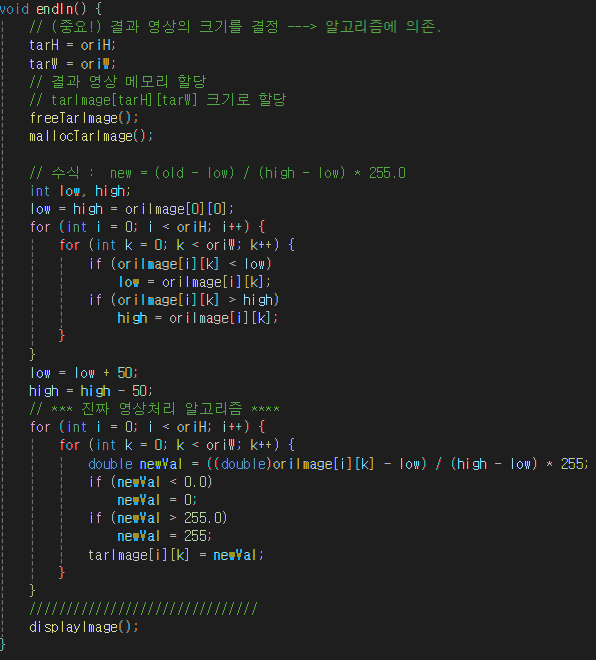 void endIn() {
// (중요!) 결과 영상의 크기를 결정 ---> 알고리즘에 의존.
tarH = oriH;
tarW = oriW;
// 결과 영상 메모리 할당
// tarImage[tarH][tarW] 크기로 할당
freeTarImage();
mallocTarImage();
// 수식 :  new = (old - low) / (high - low) * 255.0
int low, high;
low = high = oriImage[0][0];
for (int i = 0; i < oriH; i++) {
for (int k = 0; k < oriW; k++) {
if (oriImage[i][k] < low)
low = oriImage[i][k];
if (oriImage[i][k] > high)
high = oriImage[i][k];
}
}
low = low + 50;
high = high - 50;
// *** 진짜 영상처리 알고리즘 ****
for (int i = 0; i < oriH; i++) {
for (int k = 0; k < oriW; k++) {
double newVal = ((double)oriImage[i][k] - low) / (high - low) * 255;
if (newVal < 0.0)
newVal = 0;
if (newVal > 255.0)
newVal = 255;
tarImage[i][k] = newVal;
}
}
///////////////////////////////
displayImage();
}